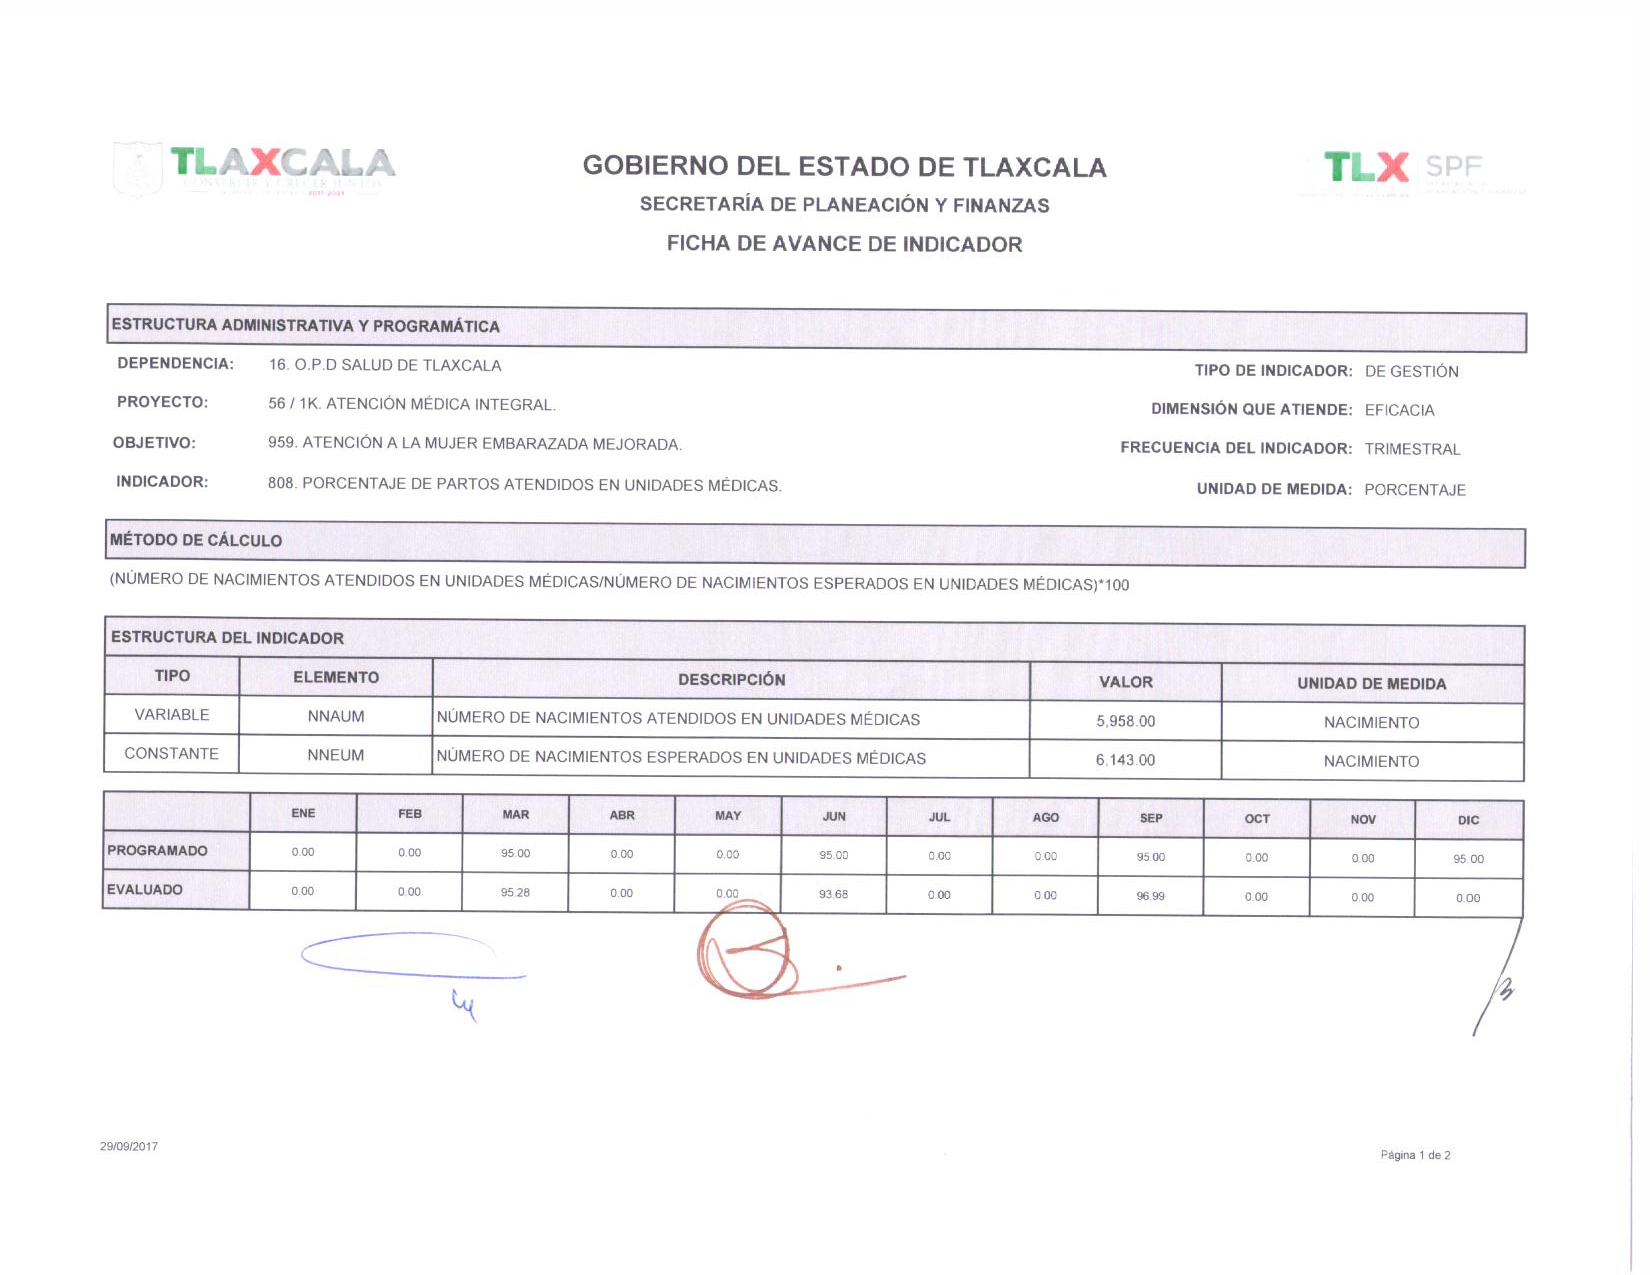 TLAXCALA
CONSTRUIR Y CRECER JUNTOS
2017-2021
TLX SPF
GOBIERNO DEL ESTADO DE TLAXCALA
SECRETARÍA DE PLANEACIÓN Y FINANZAS
FICHA DE AVANCE DE INDICADOR
ESTRUCTURA ADMINISTRATIVA Y PROGRAMÁTICA
DEPENDENCIA: 16. O.P.D SALUD DE TLAXCALA TIPO DE INDICADOR: DE GESTIÓN
PROYECTO: 56 / 1K. ATENCIÓN MÉDICA INTEGRAL. DIMENSIÓN QUE ATIENDE: EFICACIA
OBJETIVO: 959. ATENCIÓN A LA MUJER EMBARAZADA MEJORADA. FRECUENCIA DEL INDICADOR: TRIMESTRAL
INDICADOR: 808. PORCENTAJE DE PARTOS ATENDIDOS EN UNIDADES MÉDICAS. UNIDAD DE MEDIDA: PORCENTAJE
MÉTODO DE CÁLCULO
(NÚMERO DE NACIMIENTOS ATENDIDOS EN UNIDADES MÉDICAS/NÚMERO DE NACIMIENTOS ESPERADOS EN UNIDADES MÉDICAS)*100
ESTRUCTURA DEL INDICADOR
TIPO ELEMENTO DESCRIPCIÓN VALOR UNIDAD DE MEDIDA
VARIABLE NNAUM NÚMERO DE NACIMIENTOS ATENDIDOS EN UNIDADES MÉDICAS 5,958.00 NACIMIENTO
CONSTANTE NNEUM NÚMERO DE NACIMIENTOS ESPERADOS EN UNIDADES MÉDICAS 6,143.00 NACIMIENTO
ENE FEB MAR ABR MAY JUN JUL AGO SEP OCT NOV DIC
PROGRAMADO 0.00 0.00 95.00 0.00 0.00 95.00 0.00 0.00 95.00 0.00 0.00 95.00
EVALUADO 0.00 0.00 95.28 0.00 0.00 93.68 0.00 0.00 96.99 0.00 0.00 0.00
29/09/2017
Página 1 de 2